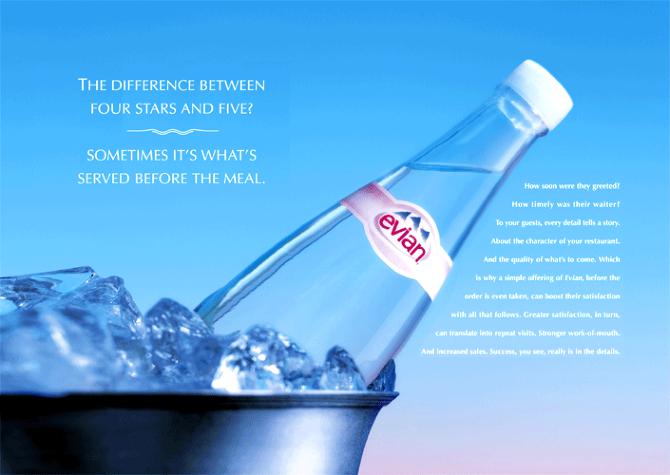 THE DIFFERENCE BETWEEN
FOUR STARS AND FIVE?
SOMETIMES IT'S WHAT'S
SERVED BEFORE THE MEAL.
evian
How soon were they greeted?
How timely was their waiter?
To your guests, every detail tells a story.
About the character of your restaurant.
And the quality of what's to come. Which
is why a simple offering of Evian, before the
order is even taken, can boost their satisfaction
with all that follows. Greater satisfaction, in turn,
can translate into repeat visits. Stronger work-of-mouth.
And increased sales. Success, you see, really is in the details.